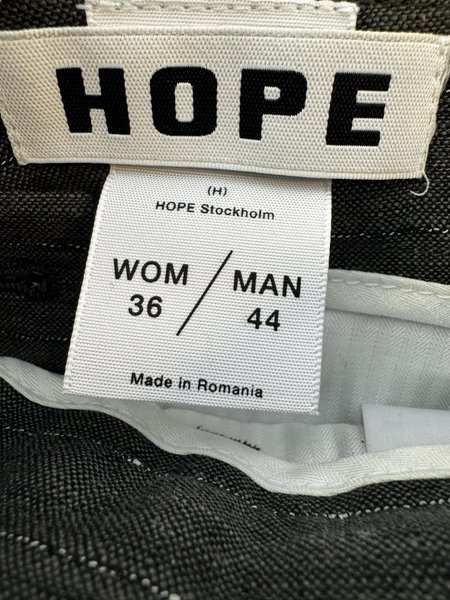 HOPE
(H)
HOPE Stockholm
WOM / MAN
36 44
Made in Romania